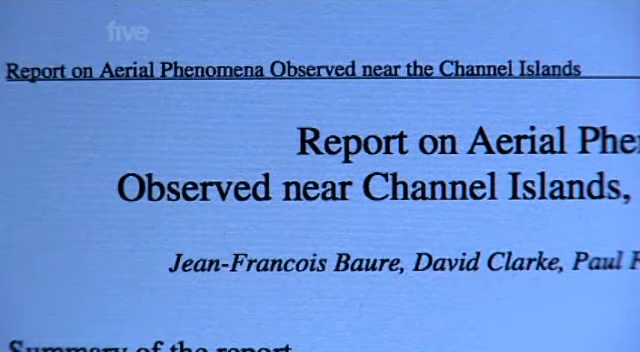 five
Report on Aerial Phenomena Observed near the Channel Islands
Report on Aerial Phe
Observed near Channel Islands,
Jean-Francois Baure, David Clarke, Paul F
Summary of the report